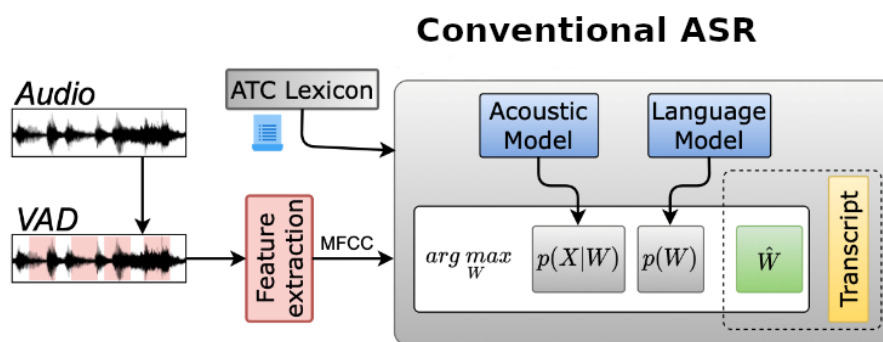 Conventional ASR
Audio
ATC Lexicon
Acoustic
Model
Language
Model
VAD
Feature
extraction
MFCC
arg max
W
p(X|W)
p(W)
Ŵ
Transcript